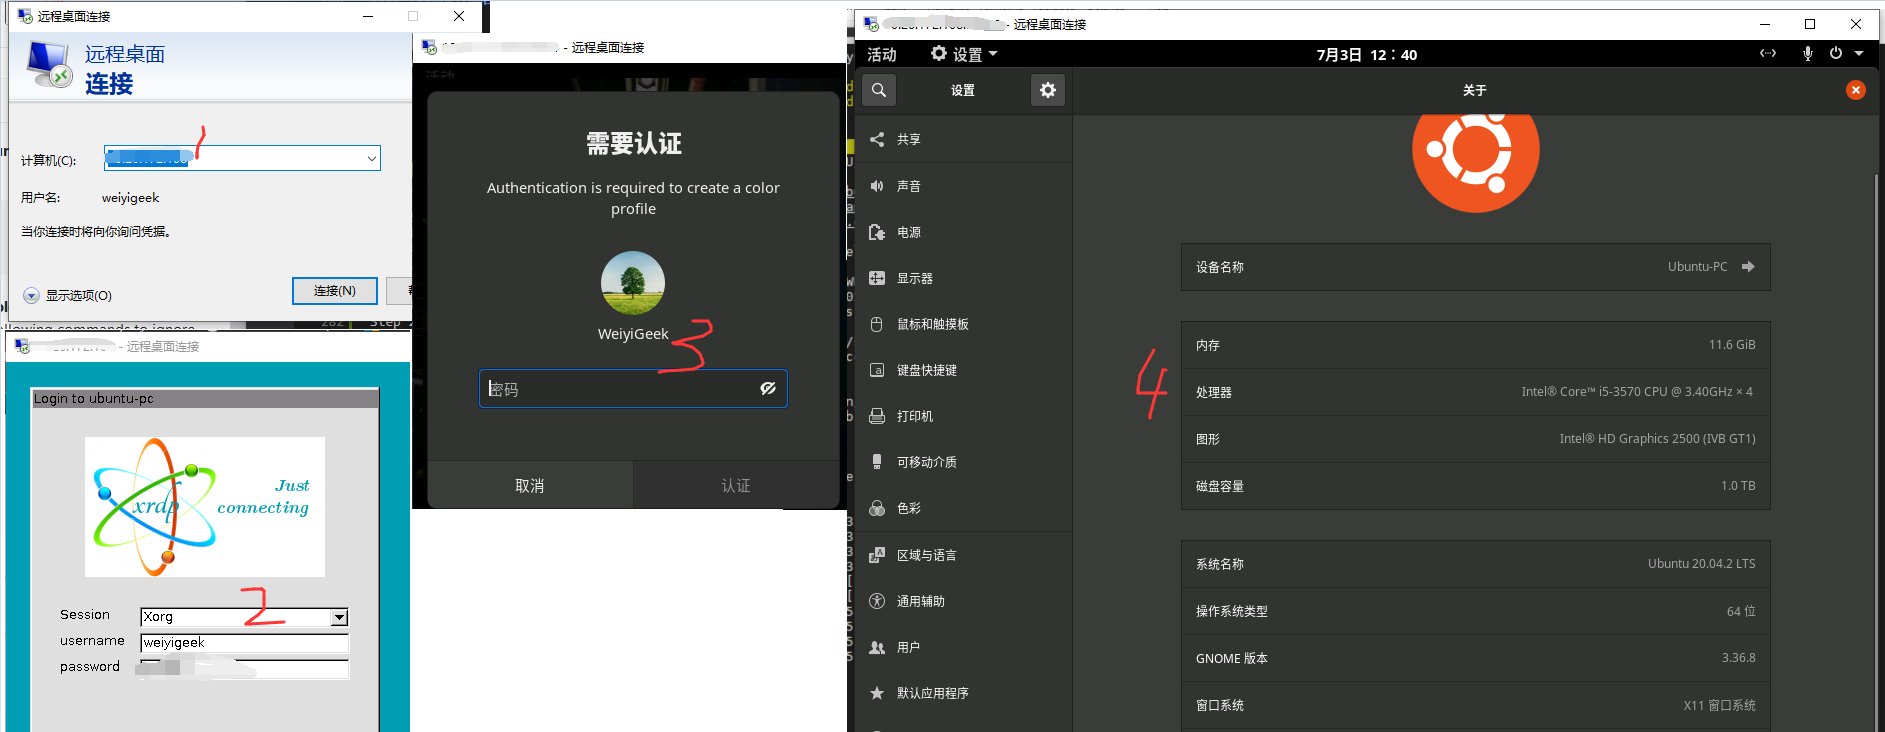 远程桌面连接
远程桌面
连接
计算机(C):
1
用户名: weiyigeek
当你连接时将向你询问凭据。
显示选项(O)
连接(N)
llowing commands to ignore
282
Step 2
- 远程桌面连接
Login to ubuntu-pc
xrdp
Just
connecting
2
Session Xorg
username weiyigeek
password
- 远程桌面连接
需要认证
Authentication is required to create a color
profile
WeiyiGeek
3
密码
取消 认证
- 远程桌面连接
活动 设置 7月3日 12：40
设置 关于
共享
声音
电源
显示器
鼠标和触摸板
键盘快捷键
打印机
可移动介质
色彩
区域与语言
通用辅助
用户
默认应用程序
设备名称 Ubuntu-PC
4
内存 11.6 GiB
处理器 Intel® Core™ i5-3570 CPU @ 3.40GHz × 4
图形 Intel® HD Graphics 2500 (IVB GT1)
磁盘容量 1.0 TB
系统名称 Ubuntu 20.04.2 LTS
操作系统类型 64 位
GNOME 版本 3.36.8
窗口系统 X11 窗口系统